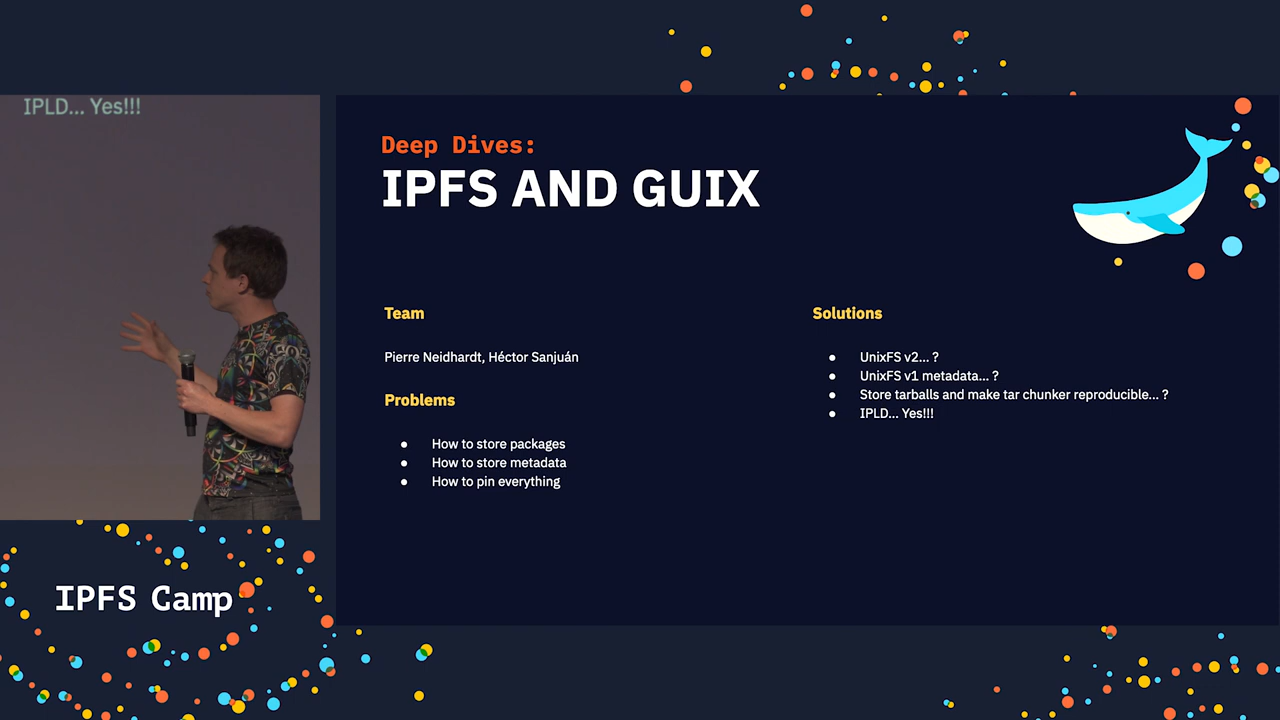 IPLD... Yes!!!
Deep Dives:
IPFS AND GUIX
Team
Pierre Neidhardt, Héctor Sanjuán
Problems
● How to store packages
● How to store metadata
● How to pin everything
Solutions
● UnixFS v2... ?
● UnixFS v1 metadata... ?
● Store tarballs and make tar chunker reproducible... ?
● IPLD... Yes!!!
IPFS Camp